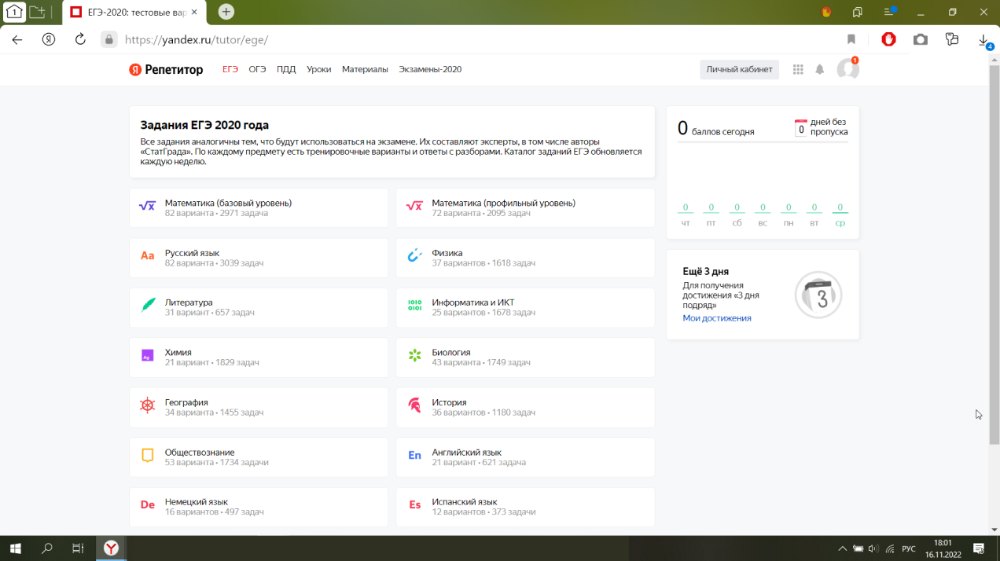 1
ЕГЭ-2020: тестовые вар
https://yandex.ru/tutor/ege/
4
Я Репетитор
ЕГЭ ОГЭ ПДД Уроки Материалы Экзамены-2020
Личный кабинет
1
Задания ЕГЭ 2020 года
Все задания аналогичны тем, что будут использоваться на экзамене. Их составляют эксперты, в том числе авторы
«СтатГрада». По каждому предмету есть тренировочные варианты и ответы с разборами. Каталог заданий ЕГЭ обновляется
каждую неделю.
√x Математика (базовый уровень)
82 варианта • 2971 задача
√x Математика (профильный уровень)
72 варианта • 2095 задач
Аа Русский язык
82 варианта • 3039 задач
Физика
37 вариантов • 1618 задач
Литература
31 вариант • 657 задач
1010
0101
Информатика и ИКТ
25 вариантов • 1678 задач
Ag
Химия
21 вариант • 1829 задач
Биология
43 варианта • 1749 задач
География
34 варианта • 1455 задач
История
36 вариантов • 1180 задач
Обществознание
53 варианта • 1734 задачи
En Английский язык
21 вариант • 621 задача
De Немецкий язык
16 вариантов • 497 задач
Es Испанский язык
12 вариантов • 373 задачи
0 баллов сегодня
0 дней без
пропуска
0 0 0 0 0 0 0
чт пт сб вс пн вт ср
Ещё 3 дня
Для получения
достижения «3 дня
подряд»
Мои достижения
3
РУС
18:01
16.11.2022